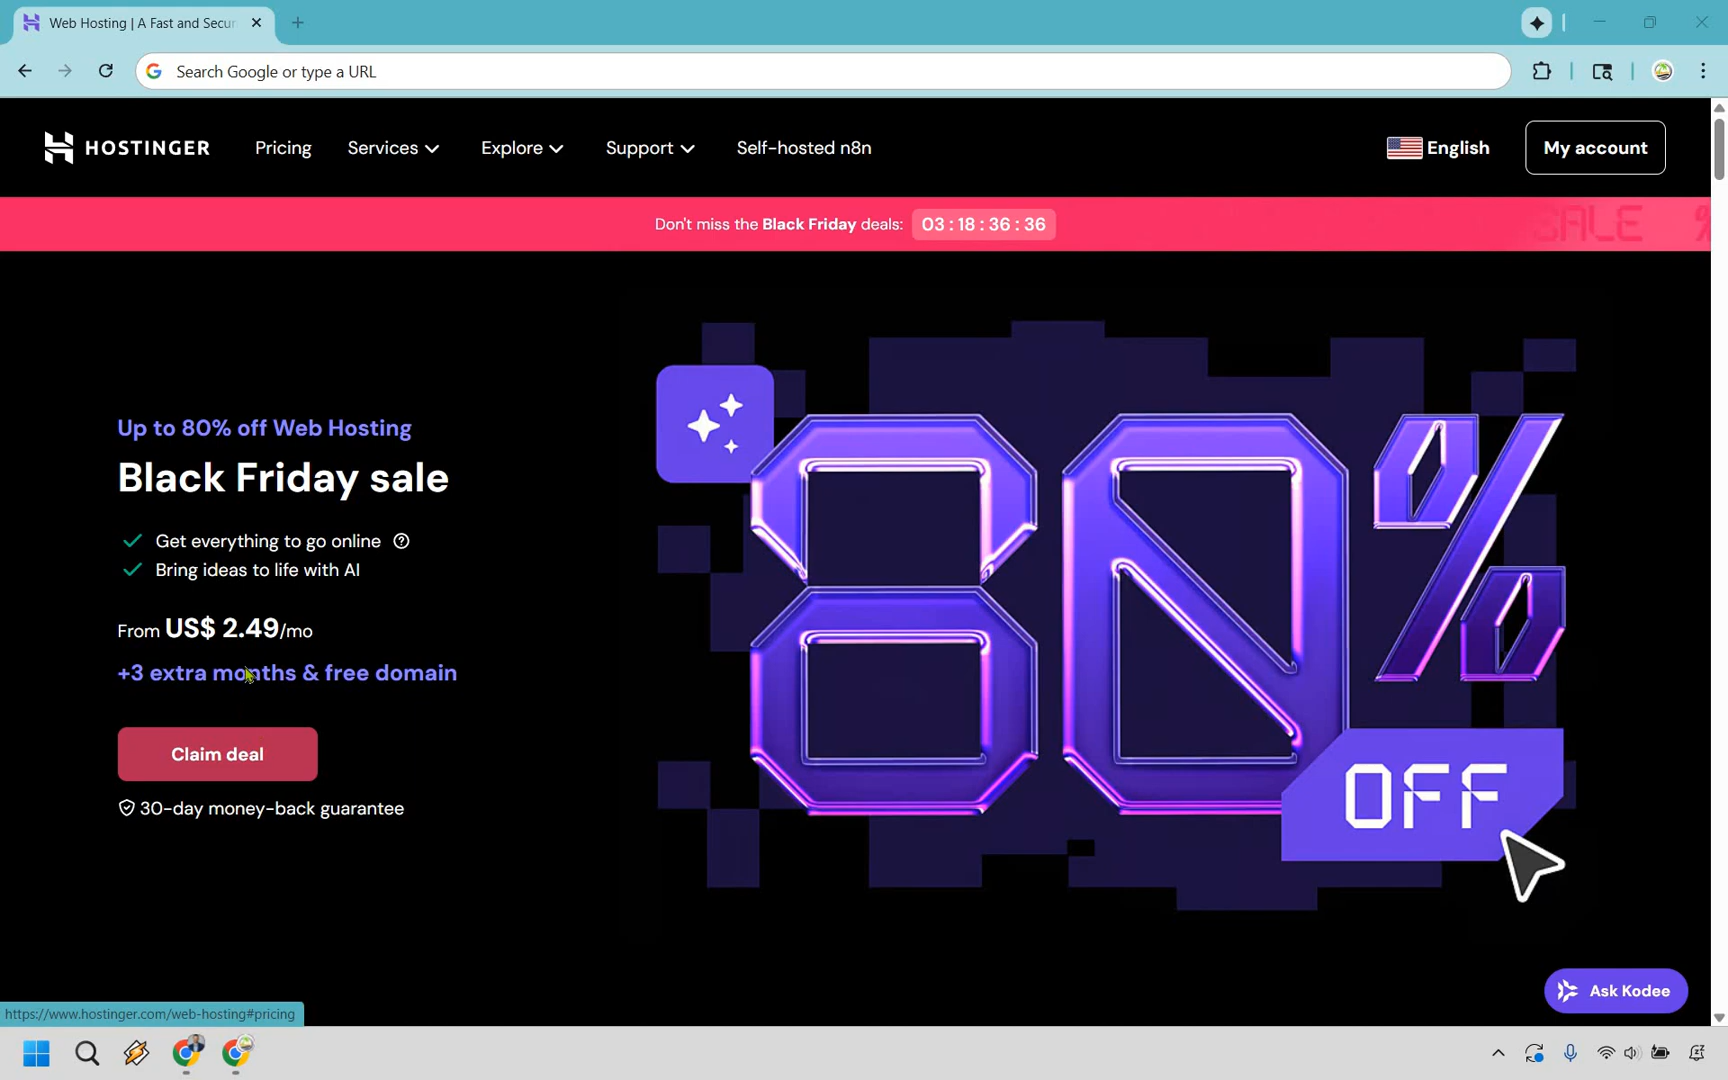 Web Hosting | A Fast and Secur
Search Google or type a URL
HOSTINGER
Pricing
Services
Explore
Support
Self-hosted n8n
English
My account
Don't miss the Black Friday deals: 03 : 18 : 36 : 36
SALE %
Up to 80% off Web Hosting
Black Friday sale
Get everything to go online
Bring ideas to life with AI
From US$ 2.49/mo
+3 extra months & free domain
Claim deal
30-day money-back guarantee
80%
OFF
Ask Kodee
https://www.hostinger.com/web-hosting#pricing